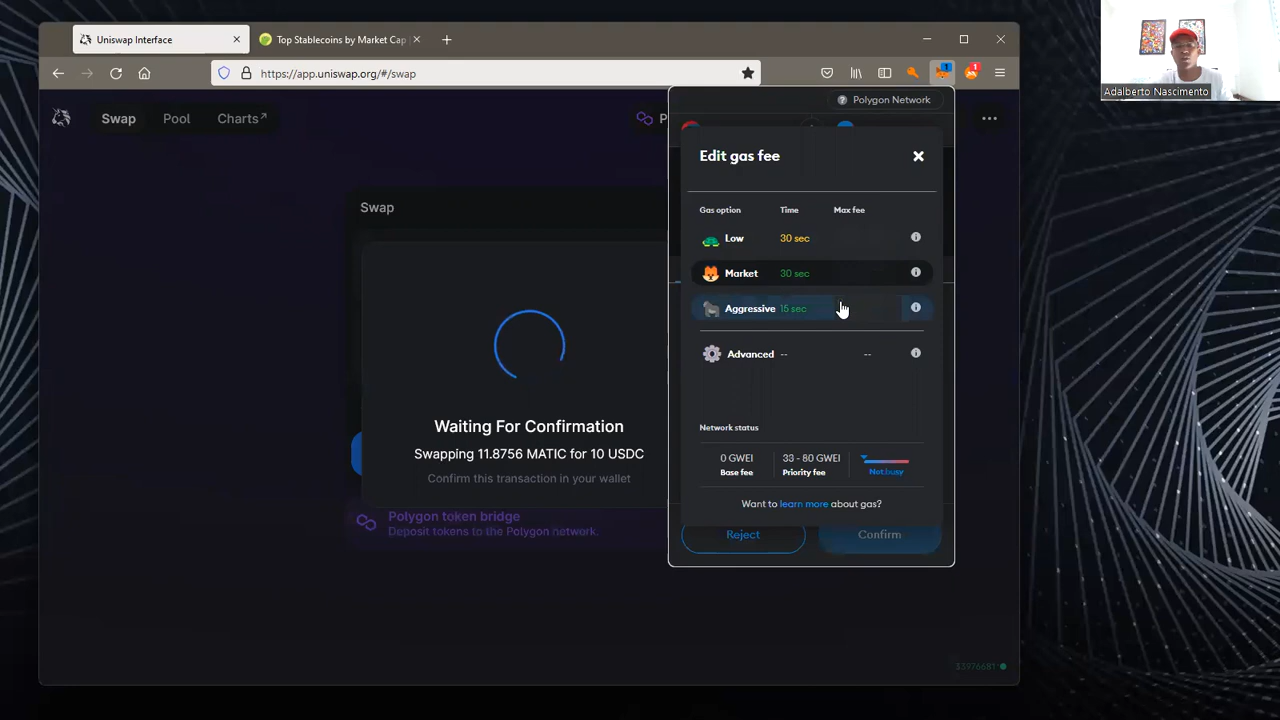 Uniswap Interface
Top Stablecoins by Market Cap
https://app.uniswap.org/#/swap
1
1
Adalberto Nascimento
Swap
Pool
Charts↗
P
Polygon Network
Edit gas fee
Gas option Time Max fee
Low 30 sec
Market 30 sec
Aggressive 15 sec
Advanced -- --
Network status
0 GWEI 33 - 80 GWEI
Base fee Priority fee Not busy
Want to learn more about gas?
Reject
Confirm
Swap
Waiting For Confirmation
Swapping 11.8756 MATIC for 10 USDC
Confirm this transaction in your wallet
Polygon token bridge
Deposit tokens to the Polygon network.
33976681